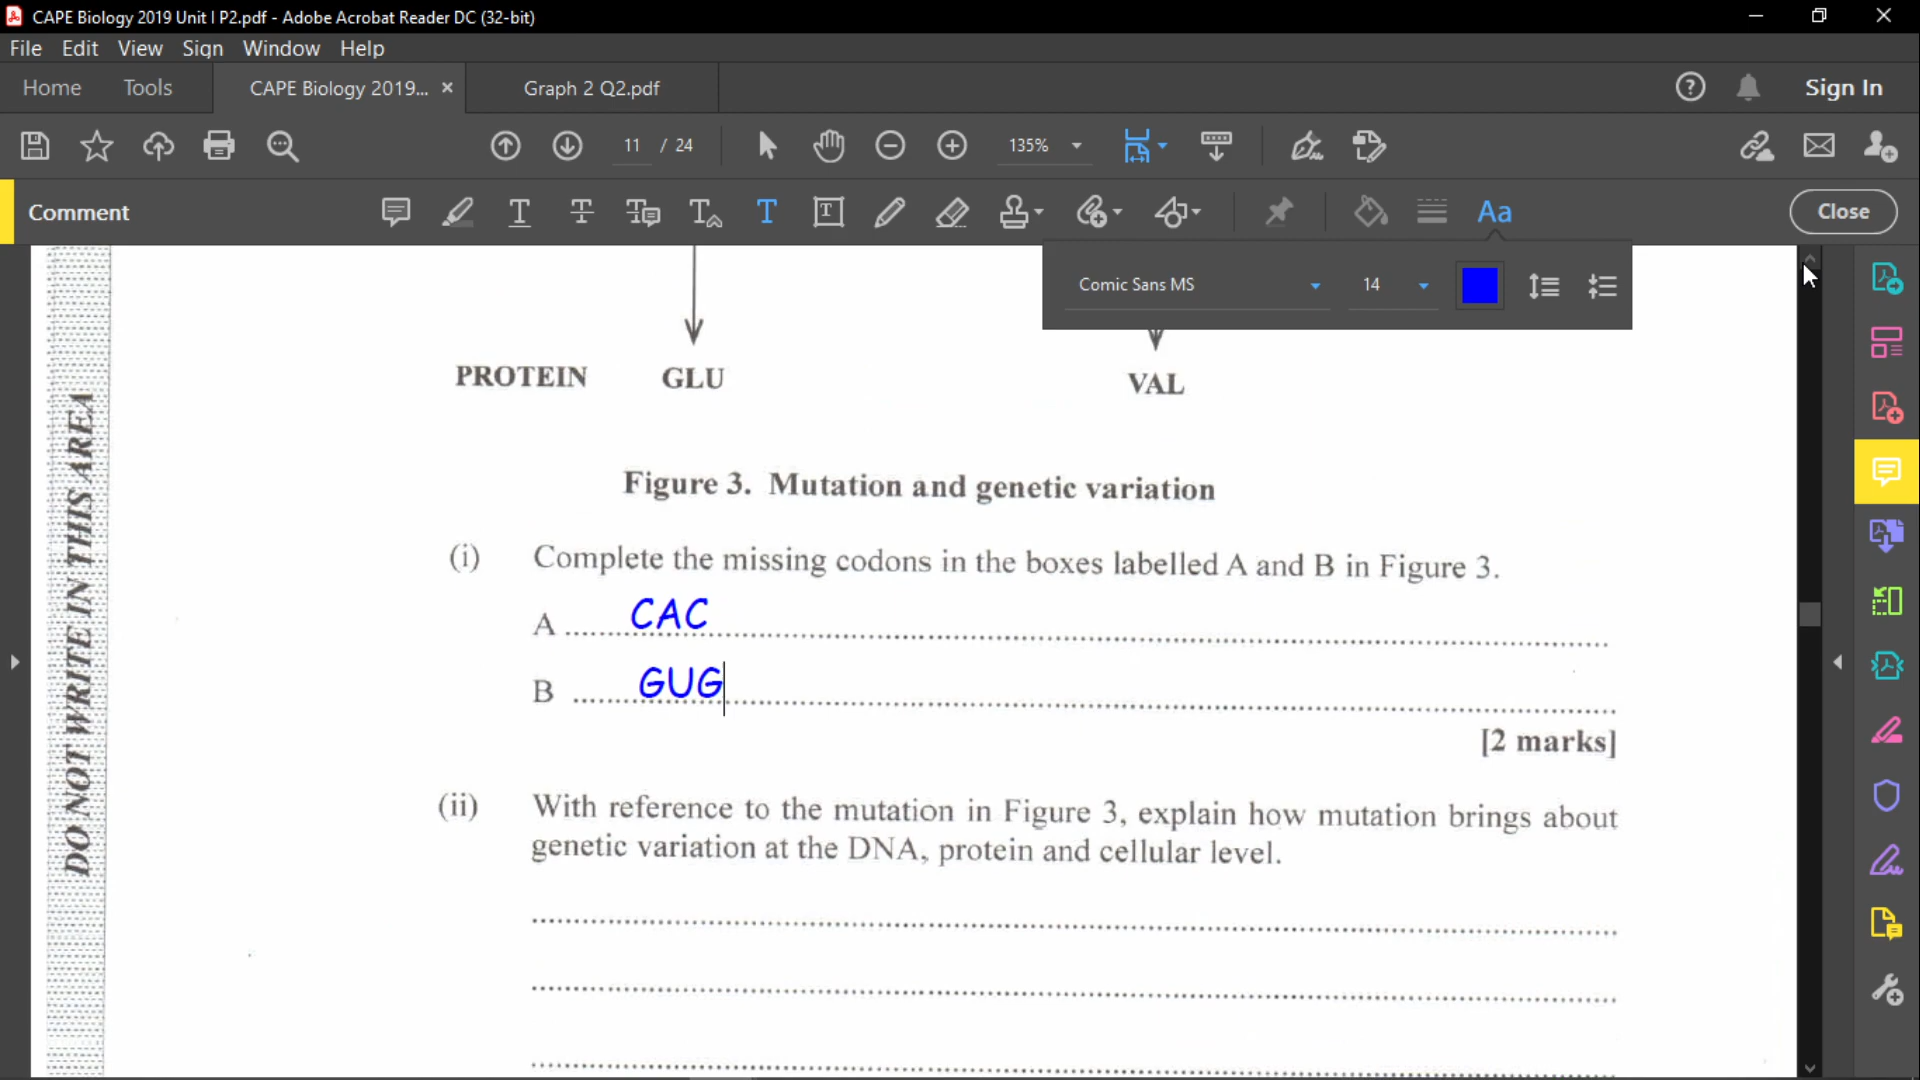 CAPE Biology 2019 Unit I P2.pdf - Adobe Acrobat Reader DC (32-bit)
File Edit View Sign Window Help
Home Tools CAPE Biology 2019... × Graph 2 Q2.pdf Sign In
11 / 24 135%
Comment Aa Close
Comic Sans MS 14
PROTEIN GLU VAL
Figure 3. Mutation and genetic variation
(i) Complete the missing codons in the boxes labelled A and B in Figure 3.
A CAC
B GUG
[2 marks]
(ii) With reference to the mutation in Figure 3, explain how mutation brings about
genetic variation at the DNA, protein and cellular level.
DO NOT WRITE IN THIS AREA